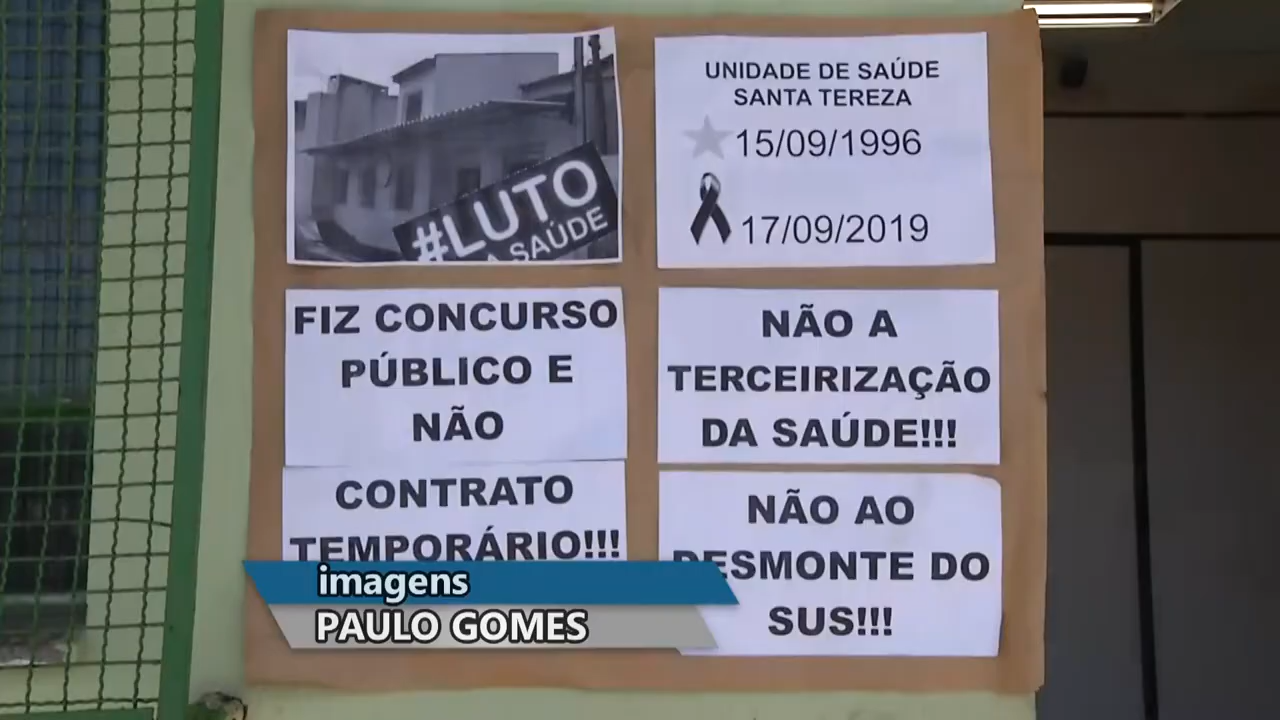 #LUTO
A SAÚDE
UNIDADE DE SAÚDE
SANTA TEREZA
15/09/1996
17/09/2019
FIZ CONCURSO
PÚBLICO E
NÃO
CONTRATO
TEMPORÁRIO!!!
NÃO A
TERCEIRIZAÇÃO
DA SAÚDE!!!
NÃO AO
DESMONTE DO
SUS!!!
imagens
PAULO GOMES